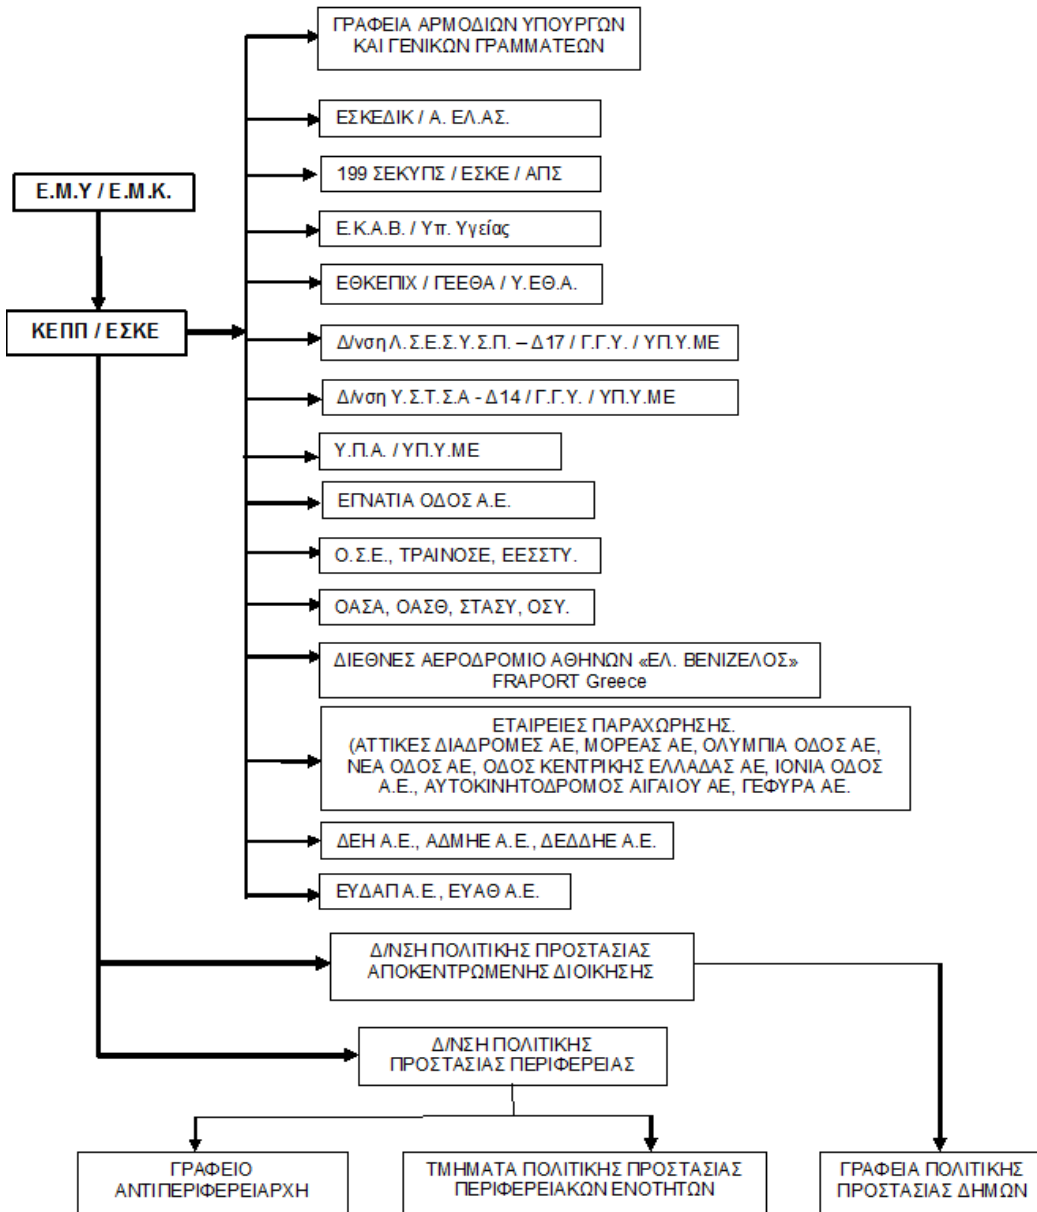 ΓΡΑΦΕΙΑ ΑΡΜΟΔΙΩΝ ΥΠΟΥΡΓΩΝ
ΚΑΙ ΓΕΝΙΚΩΝ ΓΡΑΜΜΑΤΕΩΝ
ΕΣΚΕΔΙΚ / Α. ΕΛ.ΑΣ.
199 ΣΕΚΥΠΣ / ΕΣΚΕ / ΑΠΣ
Ε.Μ.Υ / Ε.Μ.Κ.
Ε.Κ.Α.Β. / Υπ. Υγείας
ΕΘΚΕΠΙΧ / ΓΕΕΘΑ / Υ.ΕΘ.Α.
ΚΕΠΠ / ΕΣΚΕ
Δ/νση Λ.Σ.Ε.Σ.Υ.Σ.Π. – Δ17 / Γ.Γ.Υ. / ΥΠ.Υ.ΜΕ
Δ/νση Υ.Σ.Τ.Σ.Α - Δ14 / Γ.Γ.Υ. / ΥΠ.Υ.ΜΕ
Υ.Π.Α. / ΥΠ.Υ.ΜΕ
ΕΓΝΑΤΙΑ ΟΔΟΣ Α.Ε.
Ο.Σ.Ε., ΤΡΑΙΝΟΣΕ, ΕΕΣΣΤΥ.
ΟΑΣΑ, ΟΑΣΘ, ΣΤΑΣΥ, ΟΣΥ.
ΔΙΕΘΝΕΣ ΑΕΡΟΔΡΟΜΙΟ ΑΘΗΝΩΝ «ΕΛ. ΒΕΝΙΖΕΛΟΣ»
FRAPORT Greece
ΕΤΑΙΡΕΙΕΣ ΠΑΡΑΧΩΡΗΣΗΣ.
(ΑΤΤΙΚΕΣ ΔΙΑΔΡΟΜΕΣ ΑΕ, ΜΟΡΕΑΣ ΑΕ, ΟΛΥΜΠΙΑ ΟΔΟΣ ΑΕ,
ΝΕΑ ΟΔΟΣ ΑΕ, ΟΔΟΣ ΚΕΝΤΡΙΚΗΣ ΕΛΛΑΔΑΣ ΑΕ, ΙΟΝΙΑ ΟΔΟΣ
Α.Ε., ΑΥΤΟΚΙΝΗΤΟΔΡΟΜΟΣ ΑΙΓΑΙΟΥ ΑΕ, ΓΕΦΥΡΑ ΑΕ.
ΔΕΗ Α.Ε., ΑΔΜΗΕ Α.Ε., ΔΕΔΔΗΕ Α.Ε.
ΕΥΔΑΠ Α.Ε., ΕΥΑΘ Α.Ε.
Δ/ΝΣΗ ΠΟΛΙΤΙΚΗΣ ΠΡΟΣΤΑΣΙΑΣ
ΑΠΟΚΕΝΤΡΩΜΕΝΗΣ ΔΙΟΙΚΗΣΗΣ
Δ/ΝΣΗ ΠΟΛΙΤΙΚΗΣ
ΠΡΟΣΤΑΣΙΑΣ ΠΕΡΙΦΕΡΕΙΑΣ
ΓΡΑΦΕΙΟ
ΑΝΤΙΠΕΡΙΦΕΡΕΙΑΡΧΗ
ΤΜΗΜΑΤΑ ΠΟΛΙΤΙΚΗΣ ΠΡΟΣΤΑΣΙΑΣ
ΠΕΡΙΦΕΡΕΙΑΚΩΝ ΕΝΟΤΗΤΩΝ
ΓΡΑΦΕΙΑ ΠΟΛΙΤΙΚΗΣ
ΠΡΟΣΤΑΣΙΑΣ ΔΗΜΩΝ